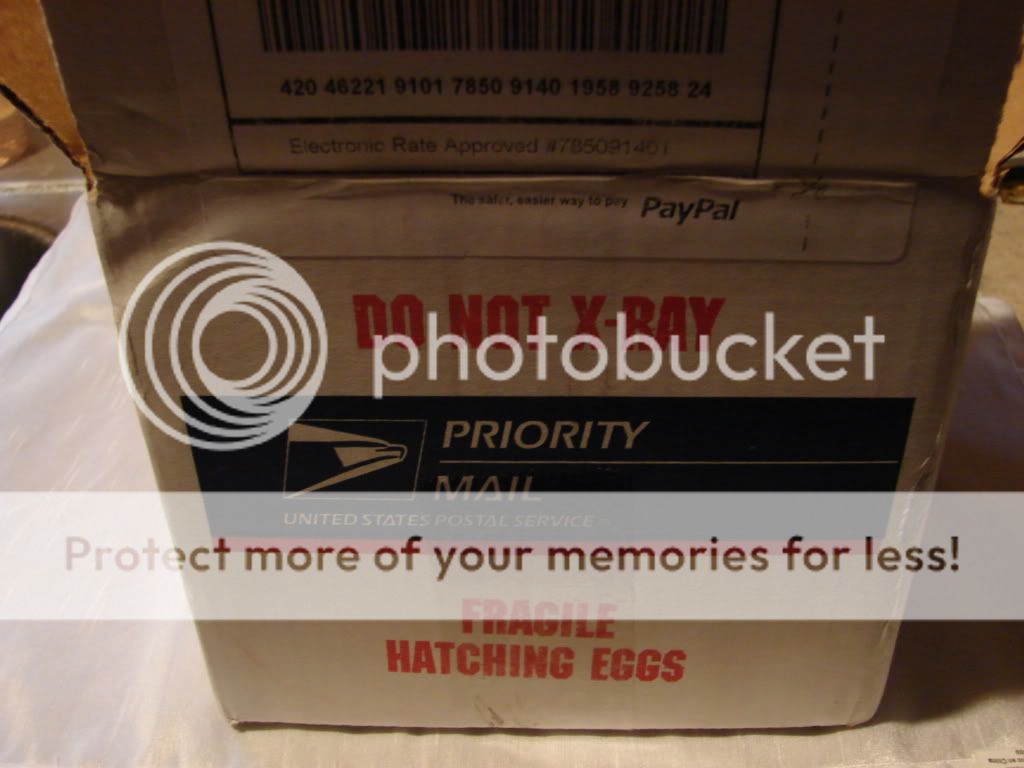 420 46221 9101 7850 9140 1958 9258 24
Electronic Rate Approved #785091401
The safer, easier way to pay PayPal
DO NOT X-RAY
photobucket
PRIORITY
MAIL
UNITED STATES POSTAL SERVICE
Protect more of your memories for less!
FRAGILE
HATCHING EGGS